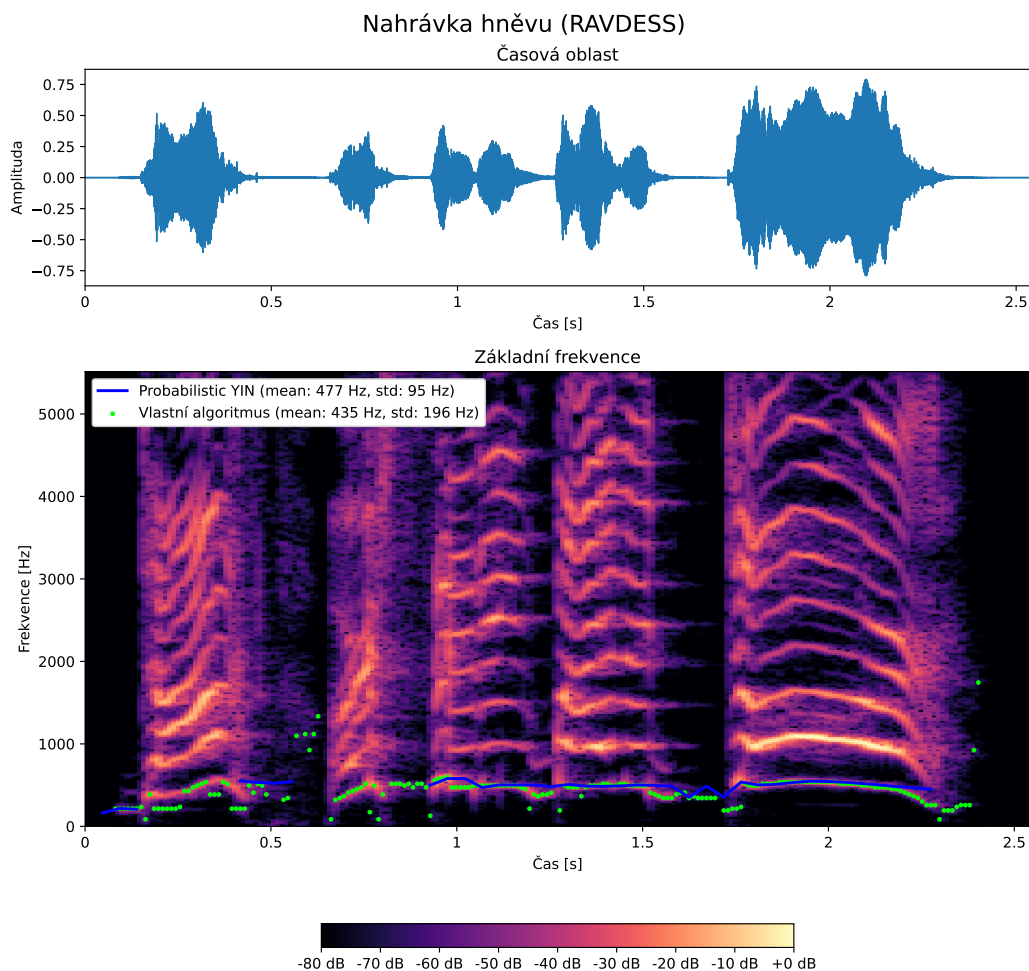 Nahrávka hněvu (RAVDESS)
Časová oblast
0.75
0.50
0.25
0.00
−0.25
−0.50
−0.75
Amplituda
0 0.5 1 1.5 2 2.5
Čas [s]
Základní frekvence
Probabilistic YIN (mean: 477 Hz, std: 95 Hz)
Vlastní algoritmus (mean: 435 Hz, std: 196 Hz)
5000
4000
3000
2000
1000
0
Frekvence [Hz]
0 0.5 1 1.5 2 2.5
Čas [s]
-80 dB -70 dB -60 dB -50 dB -40 dB -30 dB -20 dB -10 dB +0 dB